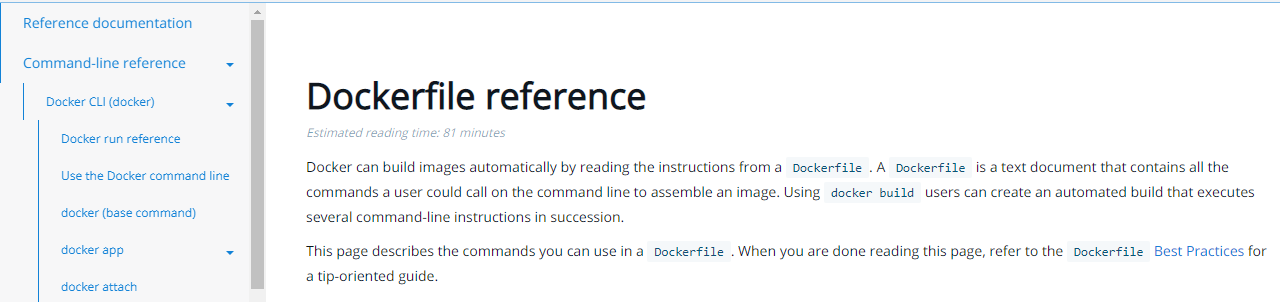 Reference documentation
Command-line reference
Docker CLI (docker)
Docker run reference
Use the Docker command line
docker (base command)
docker app
docker attach
Dockerfile reference
Estimated reading time: 81 minutes
Docker can build images automatically by reading the instructions from a Dockerfile . A Dockerfile is a text document that contains all the
commands a user could call on the command line to assemble an image. Using docker build users can create an automated build that executes
several command-line instructions in succession.
This page describes the commands you can use in a Dockerfile . When you are done reading this page, refer to the Dockerfile Best Practices for
a tip-oriented guide.